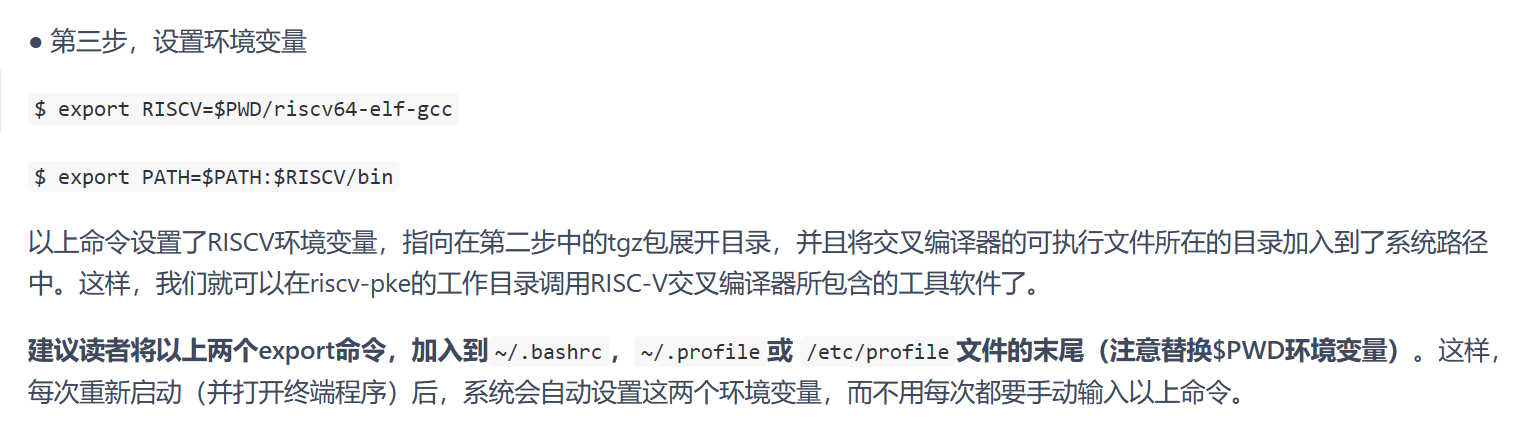 ● 第三步，设置环境变量
$ export RISCV=$PWD/riscv64-elf-gcc
$ export PATH=$PATH:$RISCV/bin
以上命令设置了RISCV环境变量，指向在第二步中的tgz包展开目录，并且将交叉编译器的可执行文件所在的目录加入到了系统路径
中。这样，我们就可以在riscv-pke的工作目录调用RISC-V交叉编译器所包含的工具软件了。
建议读者将以上两个export命令，加入到 ~/.bashrc ， ~/.profile 或 /etc/profile 文件的末尾（注意替换$PWD环境变量）。这样，
每次重新启动（并打开终端程序）后，系统会自动设置这两个环境变量，而不用每次都要手动输入以上命令。